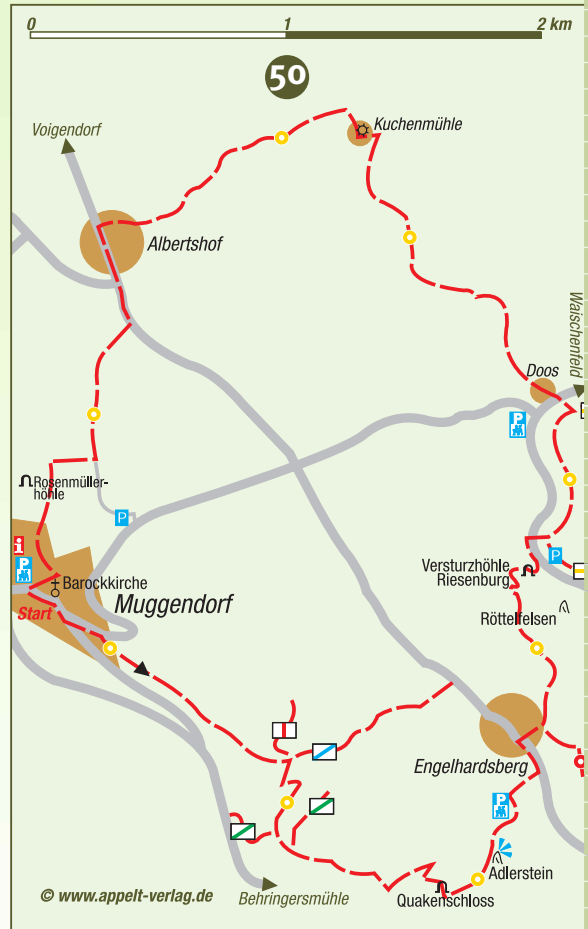 0 1 2 km
50
Voigendorf
Kuchenmühle
Albertshof
Waischenfeld
Doos
P
Rosenmüller-
höhle
P
i
P
Barockkirche
Muggendorf
Start
P
Versturzhöhle
Riesenburg
Röttelfelsen
Engelhardsberg
P
Adlerstein
Quakenschloss
Behringersmühle
© www.appelt-verlag.de